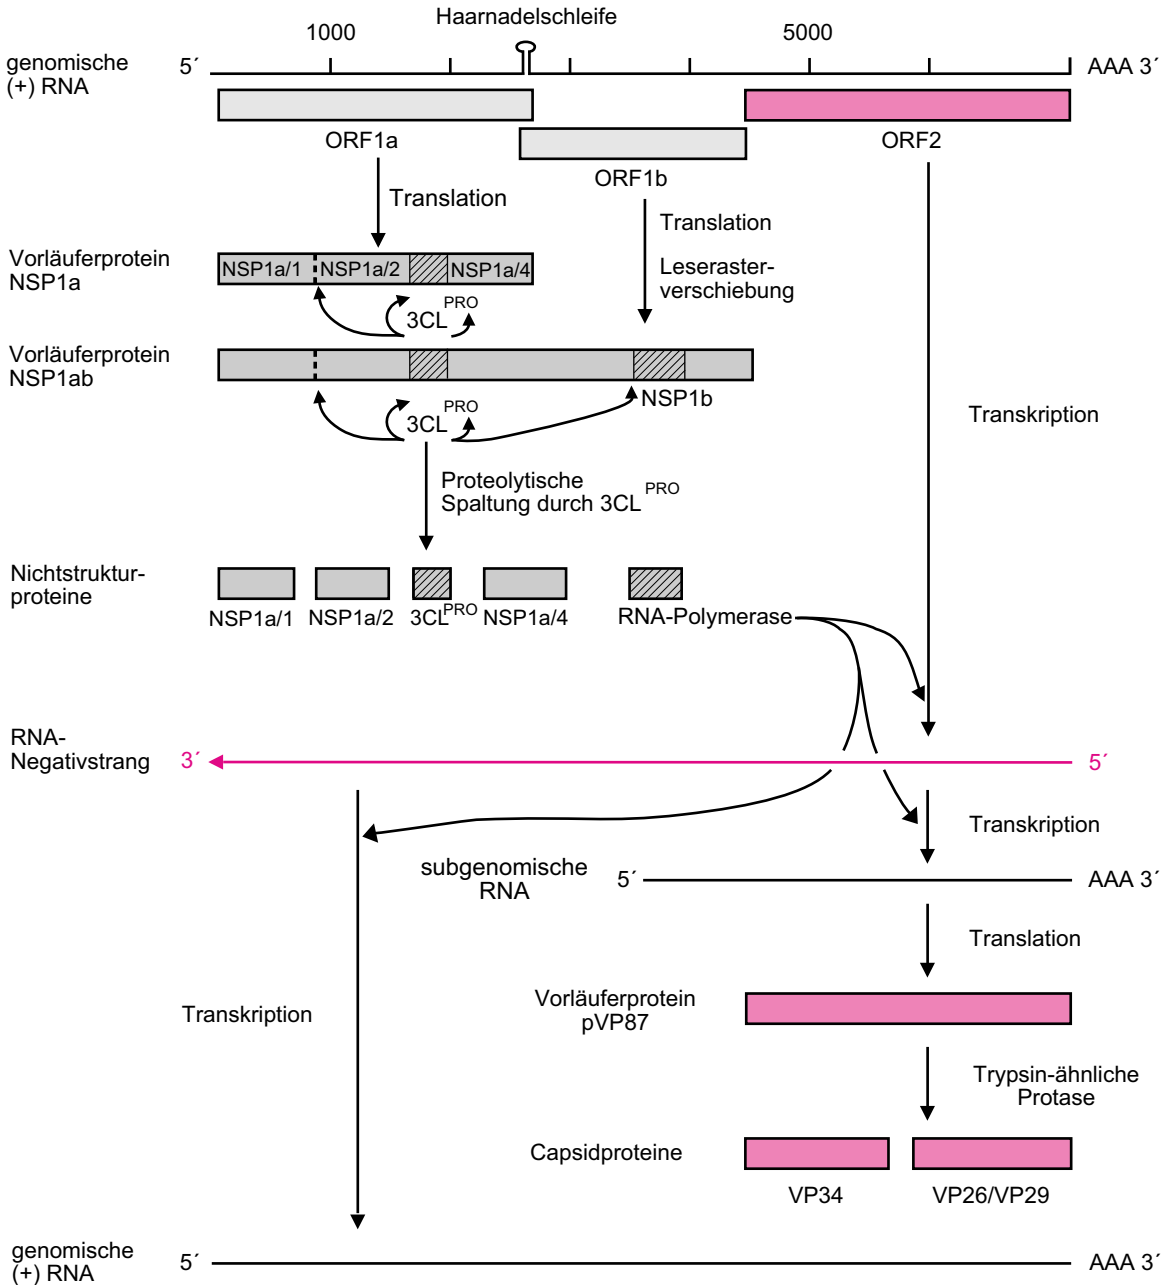 Haarnadelschleife
1000
5000
genomische
(+) RNA
5´
AAA 3´
ORF1a
ORF2
ORF1b
Translation
Translation
Leseraster-
verschiebung
Vorläuferprotein
NSP1a
NSP1a/1
NSP1a/2
NSP1a/4
3CL PRO
Vorläuferprotein
NSP1ab
NSP1b
3CL PRO
Transkription
Proteolytische
Spaltung durch 3CL PRO
Nichtstruktur-
proteine
NSP1a/1
NSP1a/2
3CL PRO
NSP1a/4
RNA-Polymerase
RNA-
Negativstrang
3´
5´
Transkription
subgenomische
RNA
5´
AAA 3´
Translation
Vorläuferprotein
pVP87
Transkription
Trypsin-ähnliche
Protase
Capsidproteine
VP34
VP26/VP29
genomische
(+) RNA
5´
AAA 3´